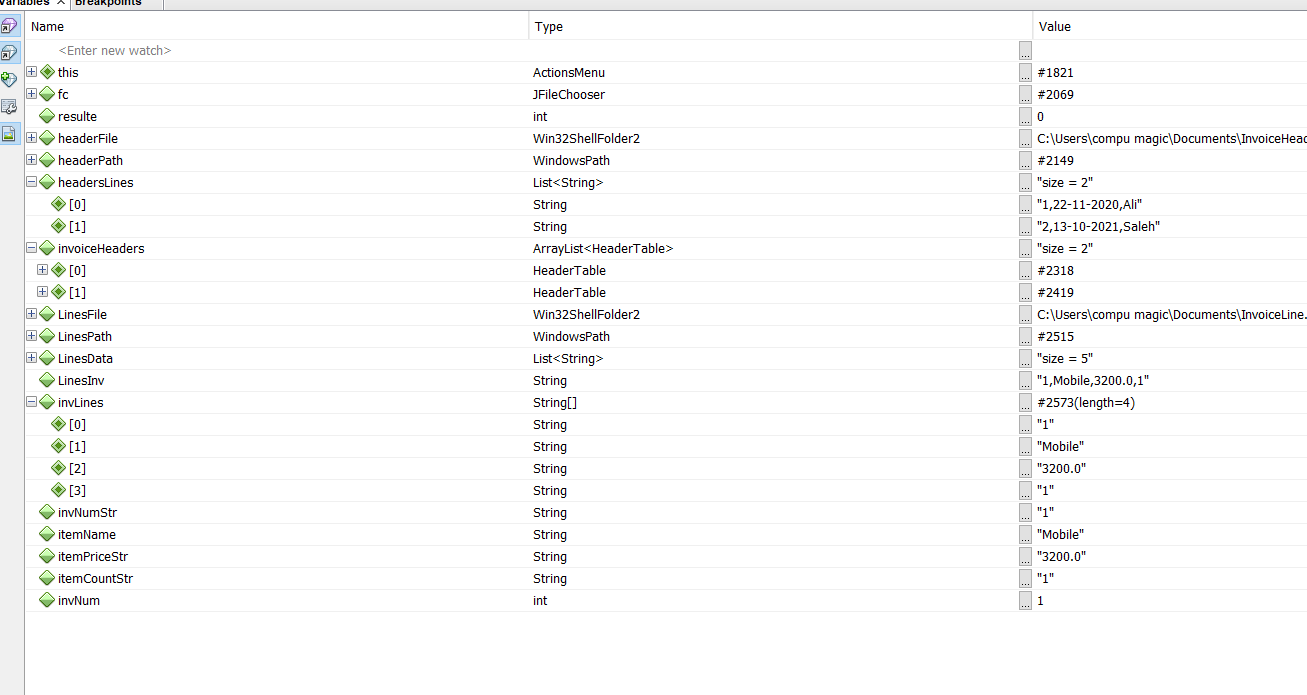 Variables × Breakpoints
Name Type Value
<Enter new watch> ...
this ActionsMenu ... #1821
fc JFileChooser ... #2069
resulte int ... 0
headerFile Win32ShellFolder2 ... C:\Users\compu magic\Documents\InvoiceHead
headerPath WindowsPath ... #2149
headersLines List<String> ... "size = 2"
[0] String ... "1,22-11-2020,Ali"
[1] String ... "2,13-10-2021,Saleh"
invoiceHeaders ArrayList<HeaderTable> ... "size = 2"
[0] HeaderTable ... #2318
[1] HeaderTable ... #2419
LinesFile Win32ShellFolder2 ... C:\Users\compu magic\Documents\InvoiceLine.
LinesPath WindowsPath ... #2515
LinesData List<String> ... "size = 5"
LinesInv String ... "1,Mobile,3200.0,1"
invLines String[] ... #2573(length=4)
[0] String ... "1"
[1] String ... "Mobile"
[2] String ... "3200.0"
[3] String ... "1"
invNumStr String ... "1"
itemName String ... "Mobile"
itemPriceStr String ... "3200.0"
itemCountStr String ... "1"
invNum int ... 1